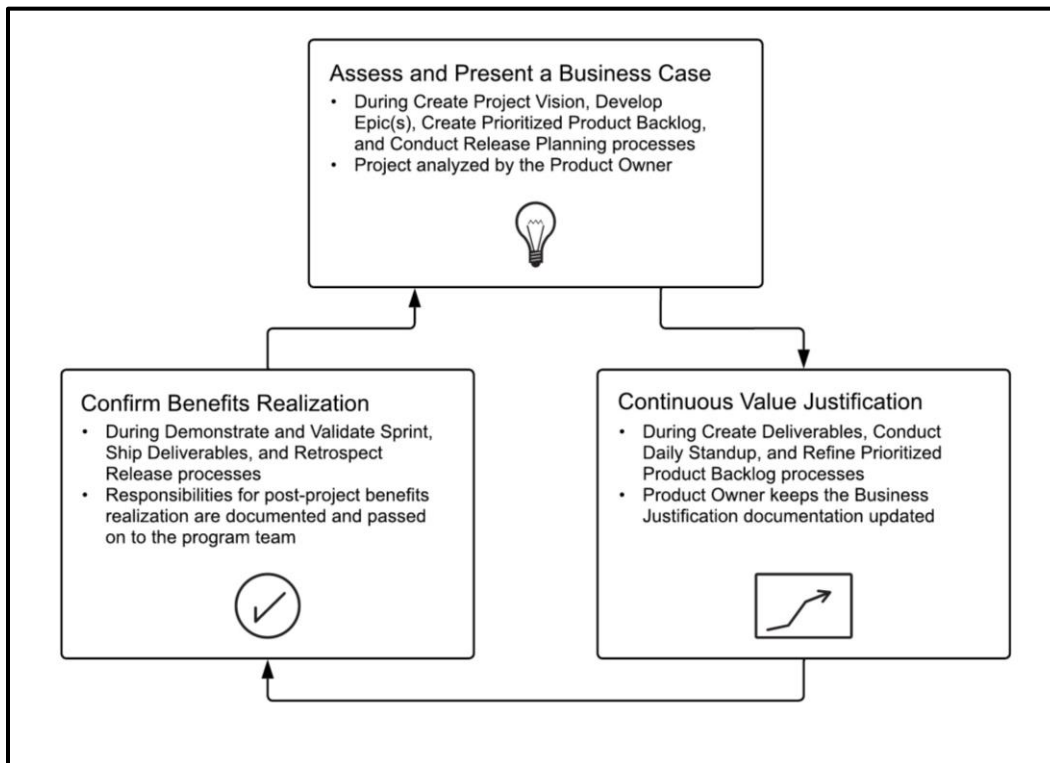 Assess and Present a Business Case
• During Create Project Vision, Develop
Epic(s), Create Prioritized Product Backlog,
and Conduct Release Planning processes
• Project analyzed by the Product Owner
Confirm Benefits Realization
• During Demonstrate and Validate Sprint,
Ship Deliverables, and Retrospect
Release processes
• Responsibilities for post-project benefits
realization are documented and passed
on to the program team
Continuous Value Justification
• During Create Deliverables, Conduct
Daily Standup, and Refine Prioritized
Product Backlog processes
• Product Owner keeps the Business
Justification documentation updated